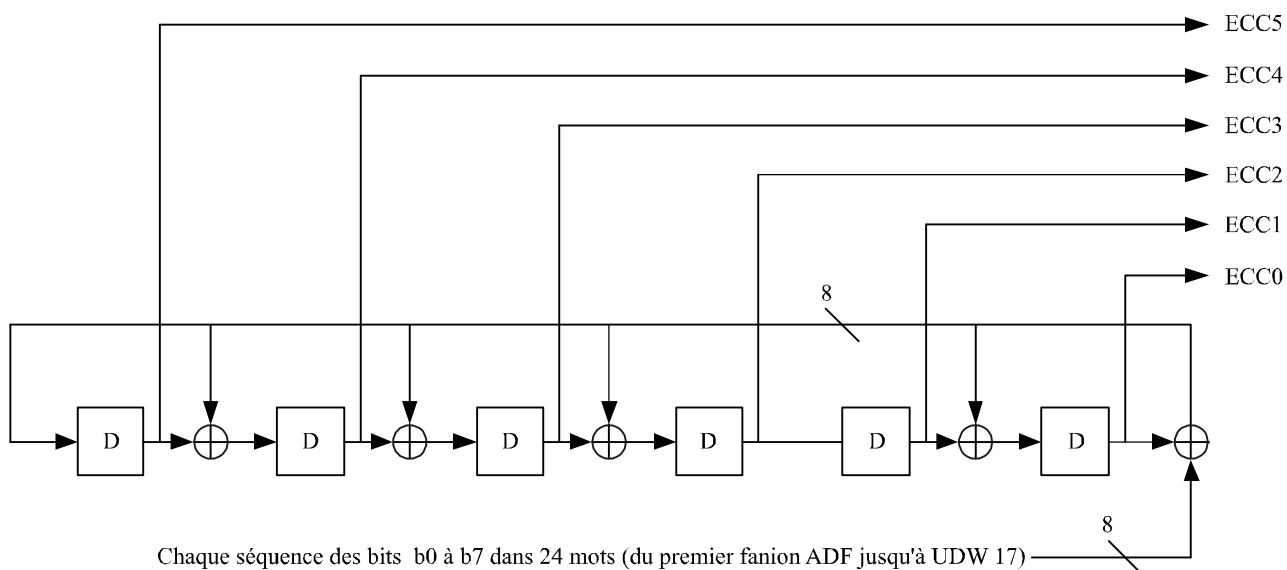 ECC5
ECC4
ECC3
ECC2
ECC1
ECC0
8
D D D D D D
8
Chaque séquence des bits b0 à b7 dans 24 mots (du premier fanion ADF jusqu'à UDW 17)